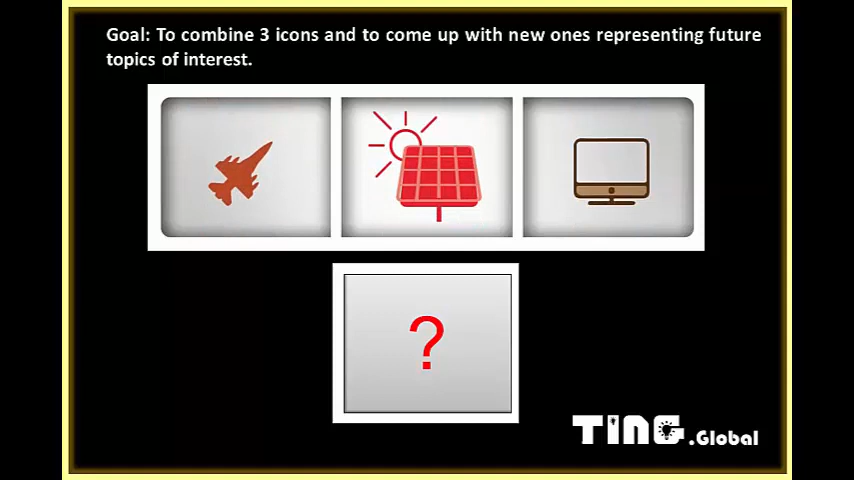 Goal: To combine 3 icons and to come up with new ones representing future
topics of interest.
?
TING.Global